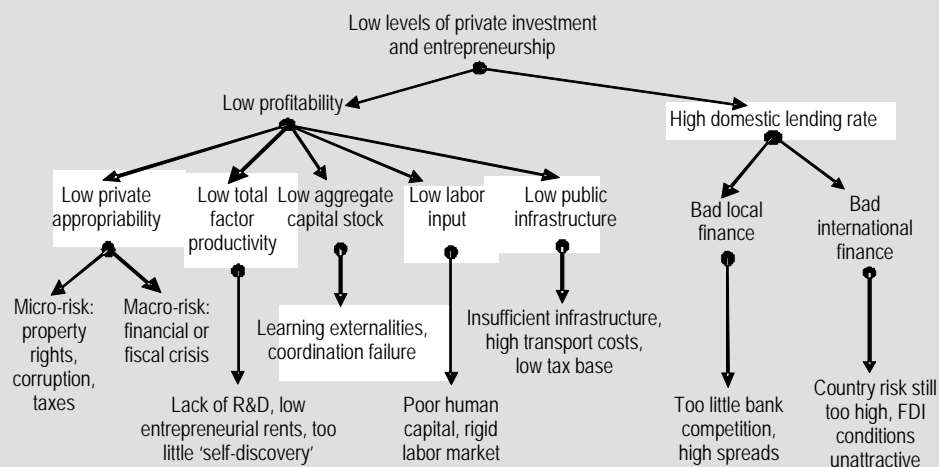 Low levels of private investment
and entrepreneurship
Low profitability
High domestic lending rate
Low private
appropriability
Low total
factor
productivity
Low aggregate
capital stock
Low labor
input
Low public
infrastructure
Bad local
finance
Bad
international
finance
Micro-risk:
property
rights,
corruption,
taxes
Macro-risk:
financial or
fiscal crisis
Learning externalities,
coordination failure
Insufficient infrastructure,
high transport costs,
low tax base
Lack of R&D, low
entrepreneurial rents, too
little ‘self-discovery’
Poor human
capital, rigid
labor market
Too little bank
competition,
high spreads
Country risk still
too high, FDI
conditions
unattractive